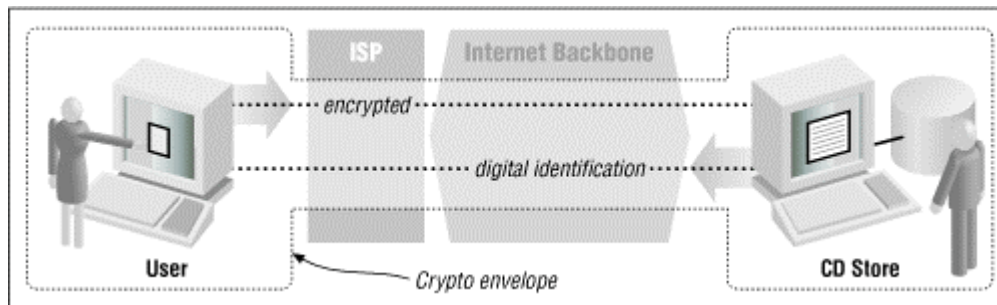 ISP
Internet Backbone
encrypted
digital identification
User
Crypto envelope
CD Store